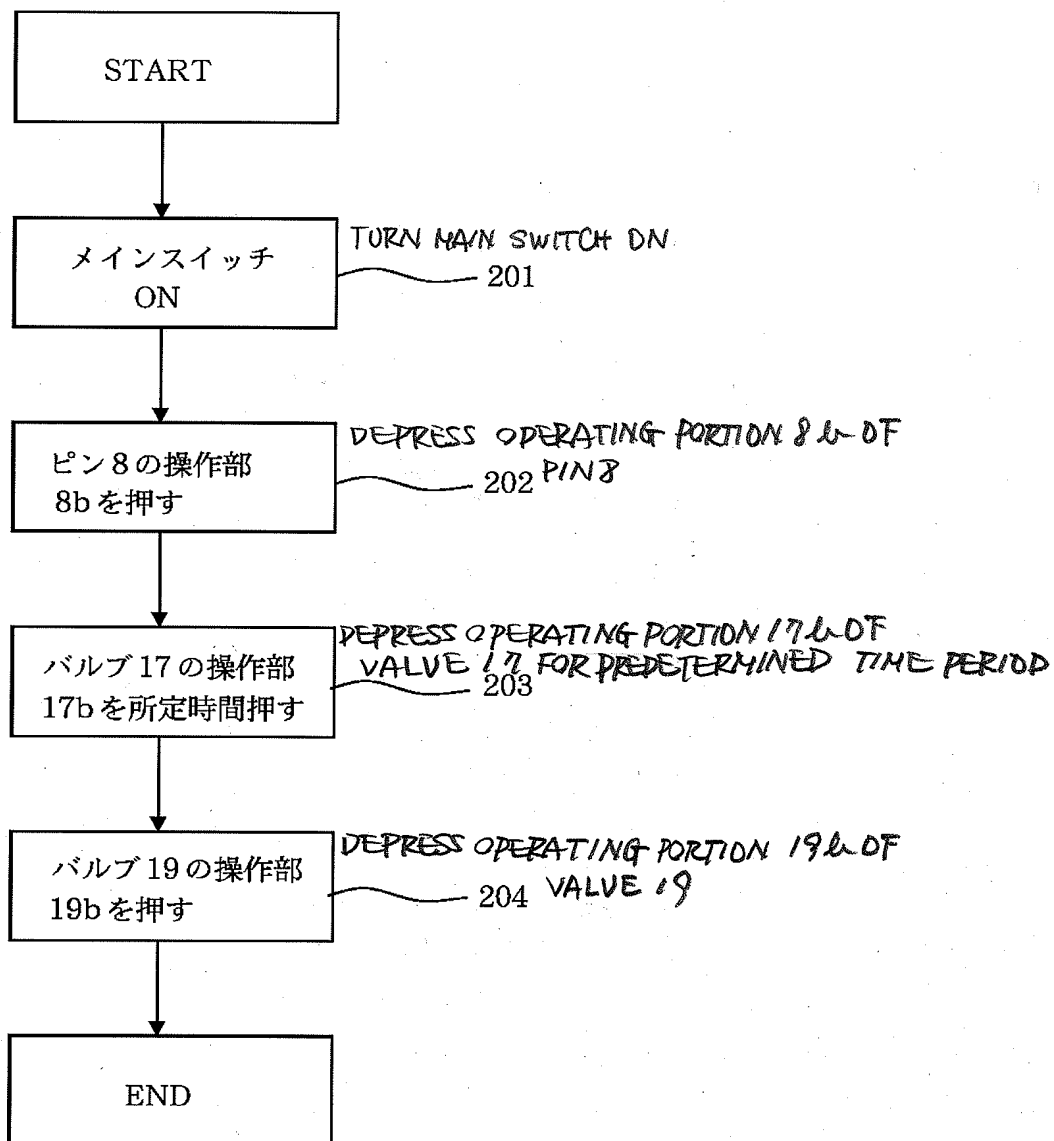 START
メインスイッチ
ON
TURN MAIN SWITCH ON
201
ピン8の操作部
8bを押す
DEPRESS OPERATING PORTION 8b OF
PIN8
202
バルブ17の操作部
17bを所定時間押す
DEPRESS OPERATING PORTION 17b OF
VALUE 17 FOR PREDETERMINED TIME PERIOD
203
バルブ19の操作部
19bを押す
DEPRESS OPERATING PORTION 19b OF
VALUE 19
204
END